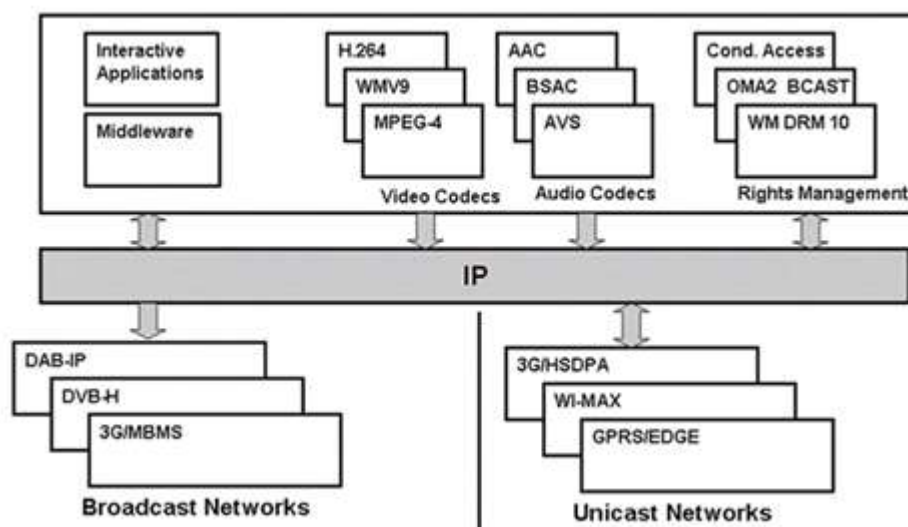 Interactive
Applications
Middleware
H.264
WMV9
MPEG-4
Video Codecs
AAC
BSAC
AVS
Audio Codecs
Cond. Access
OMA2 BCAST
WM DRM 10
Rights Management
IP
DAB-IP
DVB-H
3G/MBMS
Broadcast Networks
3G/HSDPA
WI-MAX
GPRS/EDGE
Unicast Networks